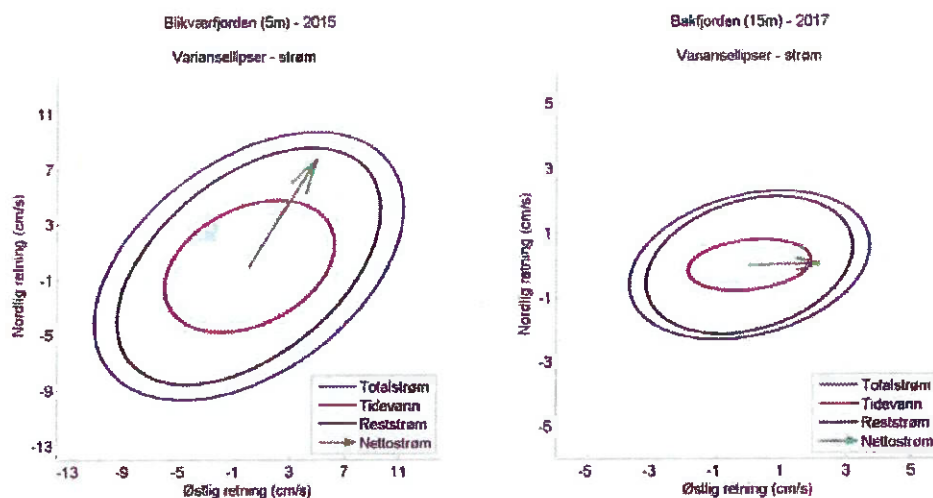 Blikværfjorden (5m) - 2015
Variansellipser - strøm
Nordlig retning (cm/s)
11
7
3
-1
-5
-9
-13
-13 -9 -5 -1 3 7 11
Østlig retning (cm/s)
Totalstrøm
Tidevann
Reststrøm
Nettostrøm
Bakfjorden (15m) - 2017
Variansellipser - strøm
Nordlig retning (cm/s)
5
3
1
-1
-3
-5
-5 -3 -1 1 3 5
Østlig retning (cm/s)
Totalstrøm
Tidevann
Reststrøm
Nettostrøm